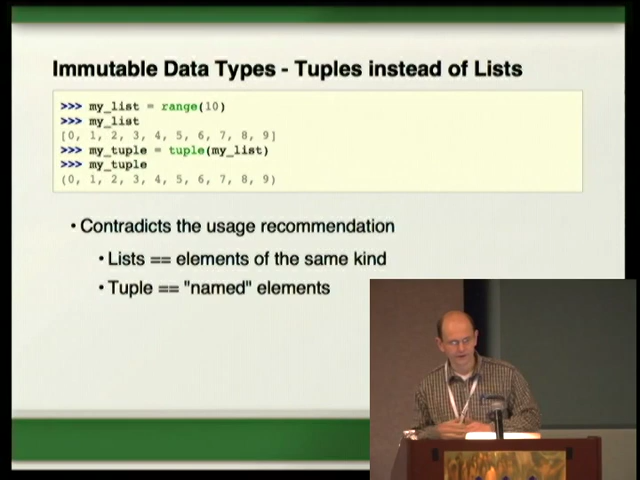 Immutable Data Types - Tuples instead of Lists
>>> my_list = range(10)
>>> my_list
[0, 1, 2, 3, 4, 5, 6, 7, 8, 9]
>>> my_tuple = tuple(my_list)
>>> my_tuple
(0, 1, 2, 3, 4, 5, 6, 7, 8, 9)
• Contradicts the usage recommendation
• Lists == elements of the same kind
• Tuple == "named" elements